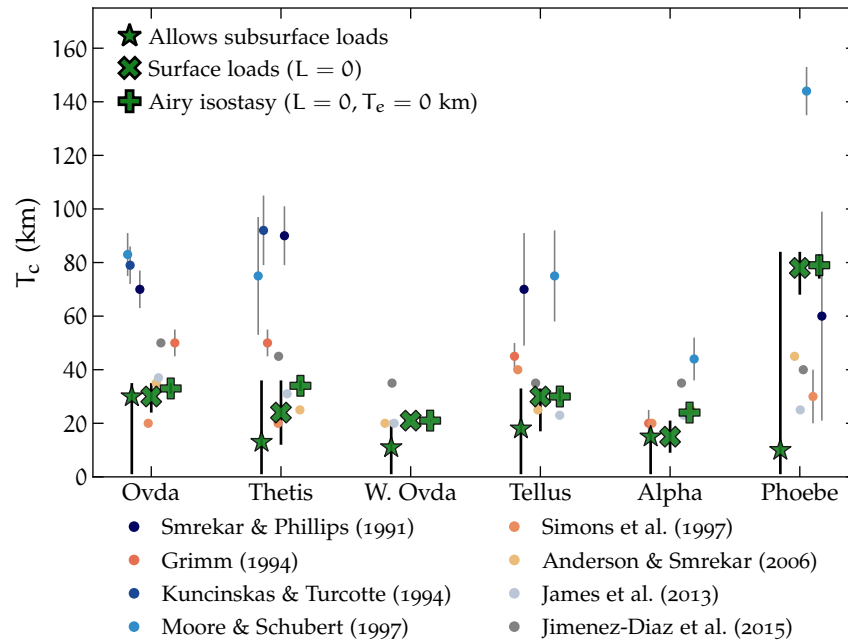 160
140
120
100
80
60
40
20
0
T_c (km)
Allows subsurface loads
Surface loads (L = 0)
Airy isostasy (L = 0, T_e = 0 km)
Ovda Thetis W. Ovda Tellus Alpha Phoebe
Smrekar & Phillips (1991)
Grimm (1994)
Kuncinskas & Turcotte (1994)
Moore & Schubert (1997)
Simons et al. (1997)
Anderson & Smrekar (2006)
James et al. (2013)
Jimenez-Diaz et al. (2015)